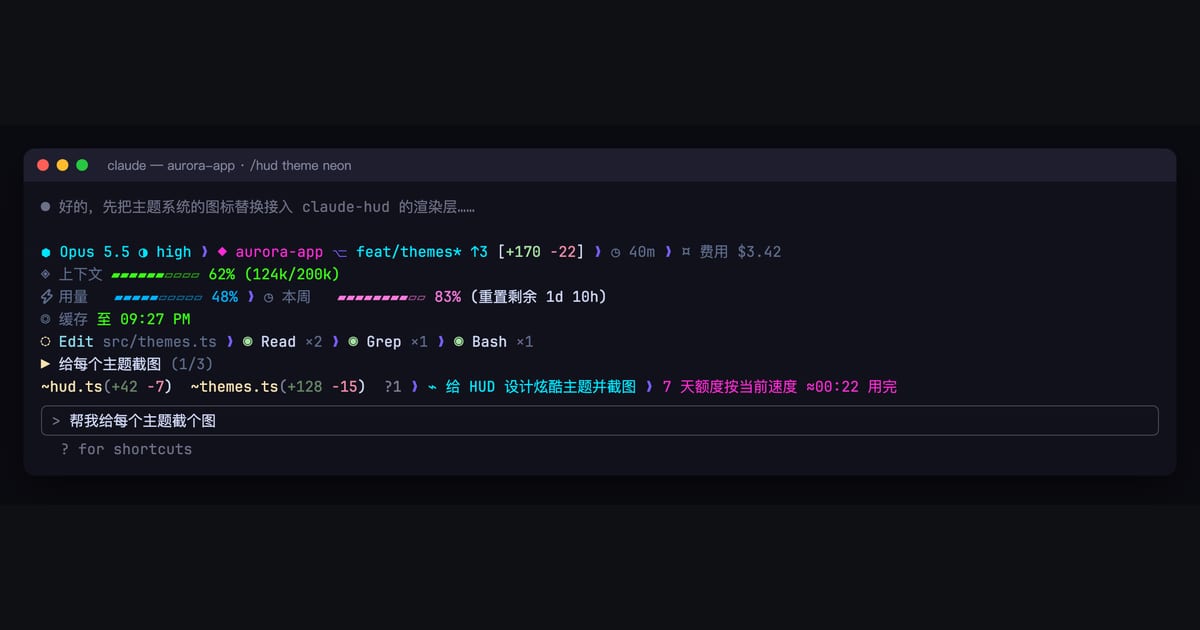 claude — aurora-app · /hud theme neon
● 好的，先把主题系统的图标替换接入 claude-hud 的渲染层……
⬢ Opus 5.5 ◑ high ❯ ◆ aurora-app ⌥ feat/themes* ↑3 [+170 -22] ❯ ◷ 40m ❯ ¤ 费用 $3.42
◈ 上下文 ▰▰▰▰▰▰▱▱▱▱ 62% (124k/200k)
⚡ 用量 ▰▰▰▰▰▱▱▱▱▱ 48% ❯ ◷ 本周 ▰▰▰▰▰▰▰▰▱▱ 83% (重置剩余 1d 10h)
◎ 缓存 至 09:27 PM
◌ Edit src/themes.ts ❯ ◉ Read ×2 ❯ ◉ Grep ×1 ❯ ◉ Bash ×1
▶ 给每个主题截图 (1/3)
~hud.ts(+42 -7) ~themes.ts(+128 -15) ?1 ❯ ⌁ 给 HUD 设计炫酷主题并截图 ❯ 7 天额度按当前速度 ≈00:22 用完
> 帮我给每个主题截个图
? for shortcuts